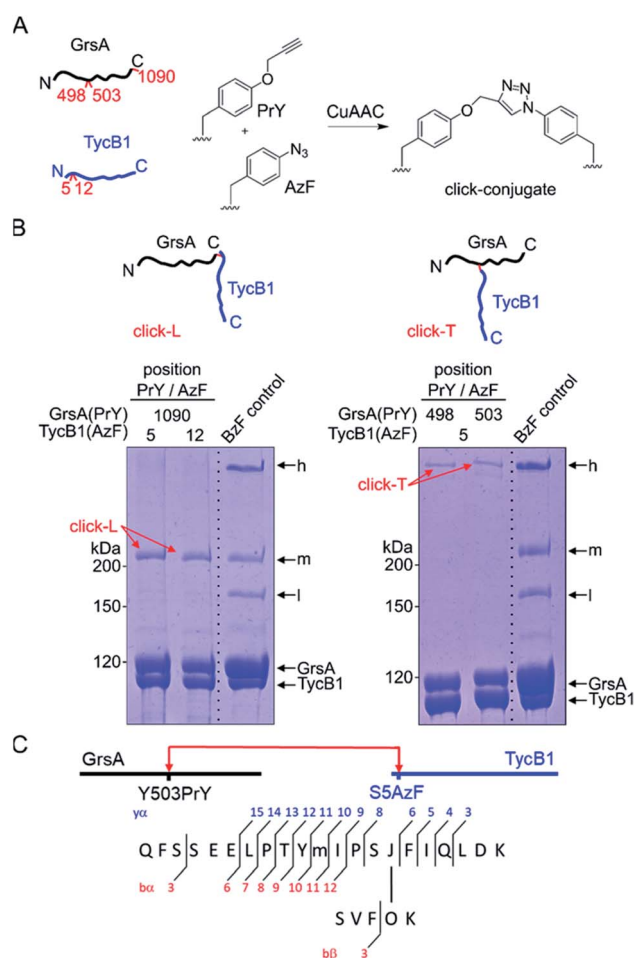 A
GrsA
N
C
1090
498 503
TycB1
N
5 12
C
O
PrY
+
N3
AzF
CuAAC
O
N=N
N
click-conjugate
B
GrsA
C
N
TycB1
click-L
C
GrsA
N
C
TycB1
click-T
C
position
PrY / AzF
GrsA(PrY) 1090
TycB1(AzF) 5 12
BzF control
h
click-L
kDa
200
m
150
l
120
GrsA
TycB1
position
PrY / AzF
GrsA(PrY) 498 503
TycB1(AzF) 5
BzF control
h
click-T
kDa
200
m
150
l
120
GrsA
TycB1
C
GrsA
TycB1
Y503PrY
S5AzF
yα 15 14 13 12 11 10 9 8 6 5 4 3
Q F S S E E L P T Y m I P S J F I Q L D K
bα 3 6 7 8 9 10 11 12
S V F O K
bβ 3